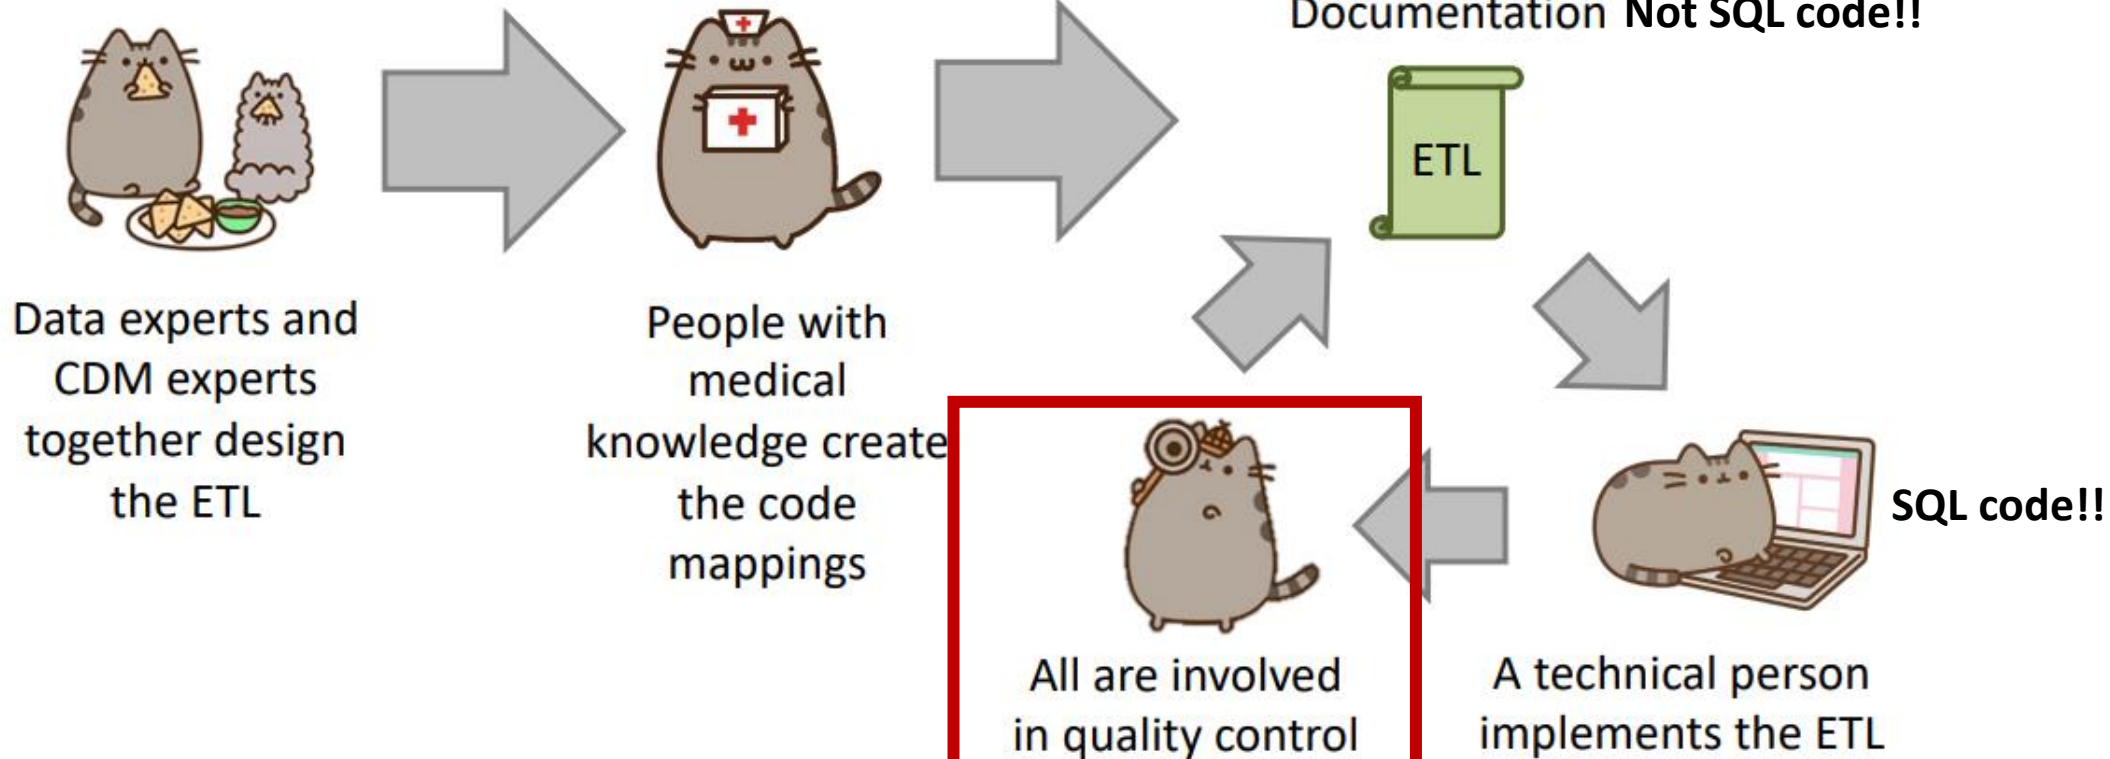 Documentation Not SQL code!!
ETL
Data experts and
CDM experts
together design
the ETL
People with
medical
knowledge create
the code
mappings
SQL code!!
All are involved
in quality control
A technical person
implements the ETL